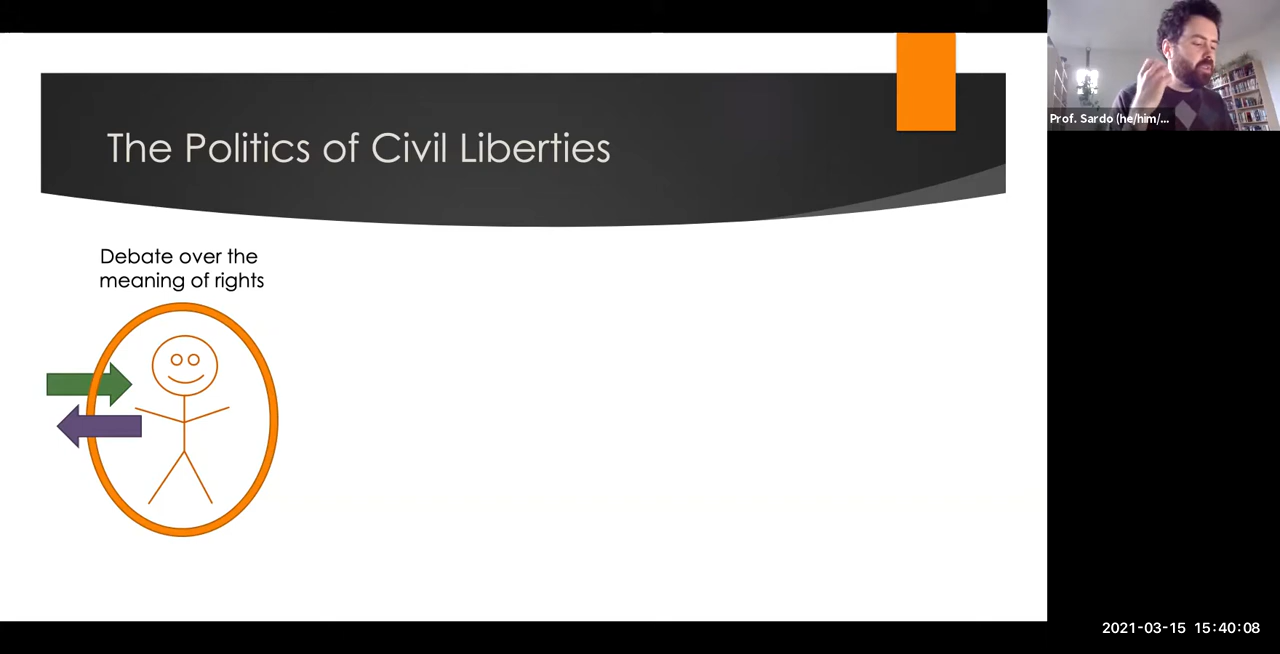 The Politics of Civil Liberties
Prof. Sardo (he/him/...
Debate over the
meaning of rights
2021-03-15 15:40:08